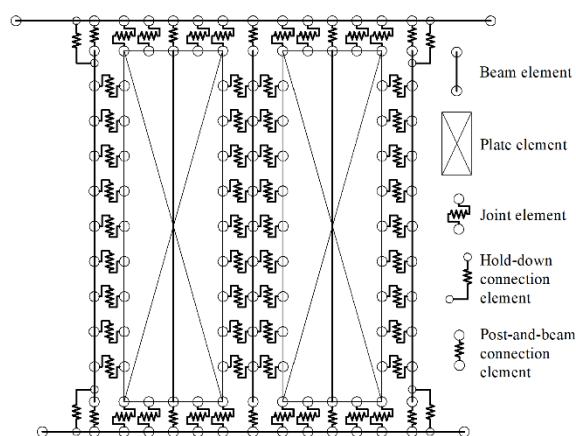 Beam element
Plate element
Joint element
Hold-down
connection
element
Post-and-beam
connection
element